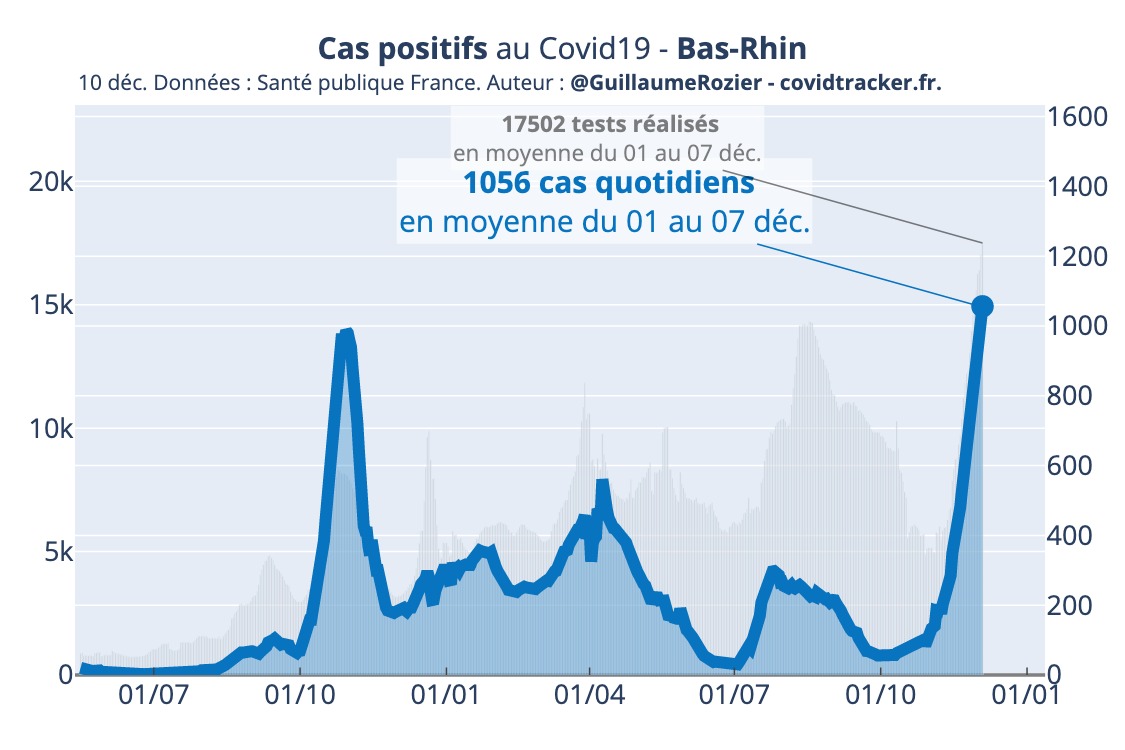 Cas positifs au Covid19 - Bas-Rhin
10 déc. Données : Santé publique France. Auteur : @GuillaumeRozier - covidtracker.fr.
17502 tests réalisés
en moyenne du 01 au 07 déc.
1056 cas quotidiens
en moyenne du 01 au 07 déc.
20k
15k
10k
5k
0
1600
1400
1200
1000
800
600
400
200
0
01/07 01/10 01/01 01/04 01/07 01/10 01/01